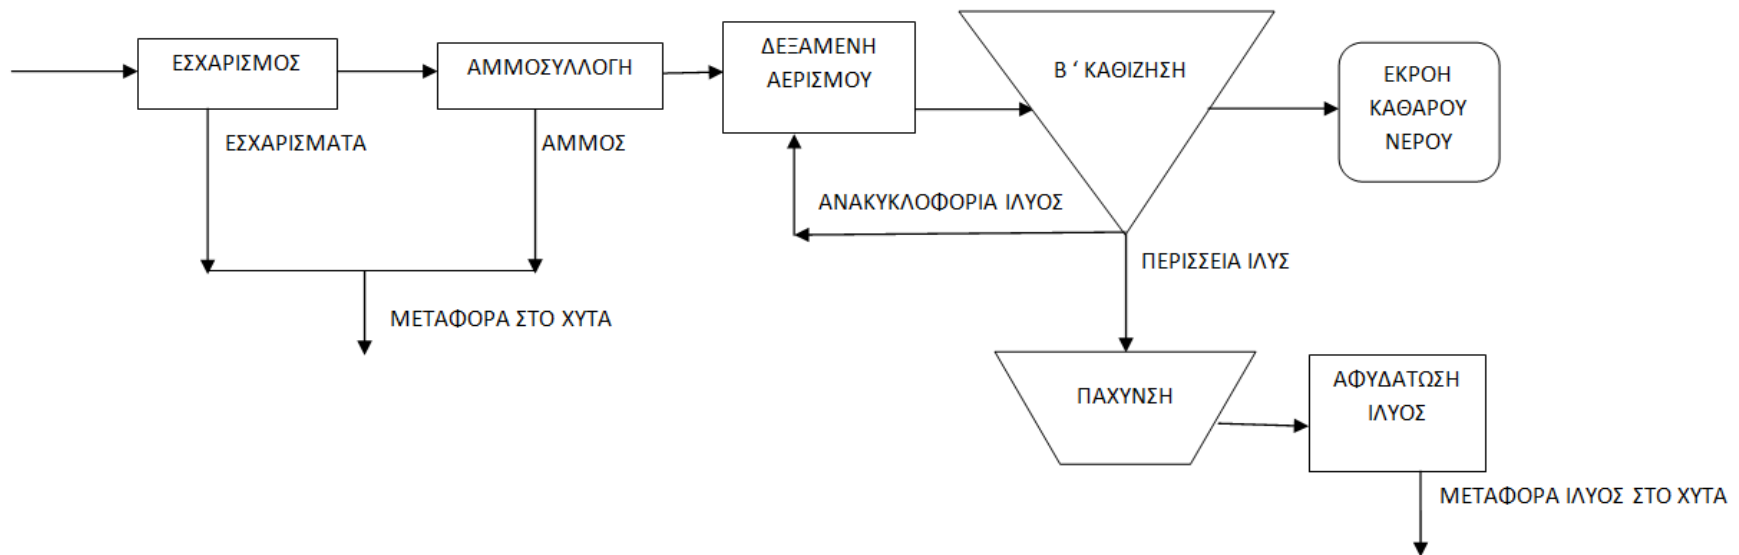 ΕΣΧΑΡΙΣΜΟΣ
ΑΜΜΟΣΥΛΛΟΓΗ
ΔΕΞΑΜΕΝΗ
ΑΕΡΙΣΜΟΥ
Β ‘ ΚΑΘΙΖΗΣΗ
ΕΚΡΟΗ
ΚΑΘΑΡΟΥ
ΝΕΡΟΥ
ΕΣΧΑΡΙΣΜΑΤΑ
ΑΜΜΟΣ
ΑΝΑΚΥΚΛΟΦΟΡΙΑ ΙΛΥΟΣ
ΠΕΡΙΣΣΕΙΑ ΙΛΥΣ
ΜΕΤΑΦΟΡΑ ΣΤΟ ΧΥΤΑ
ΠΑΧΥΝΣΗ
ΑΦΥΔΑΤΩΣΗ
ΙΛΥΟΣ
ΜΕΤΑΦΟΡΑ ΙΛΥΟΣ ΣΤΟ ΧΥΤΑ